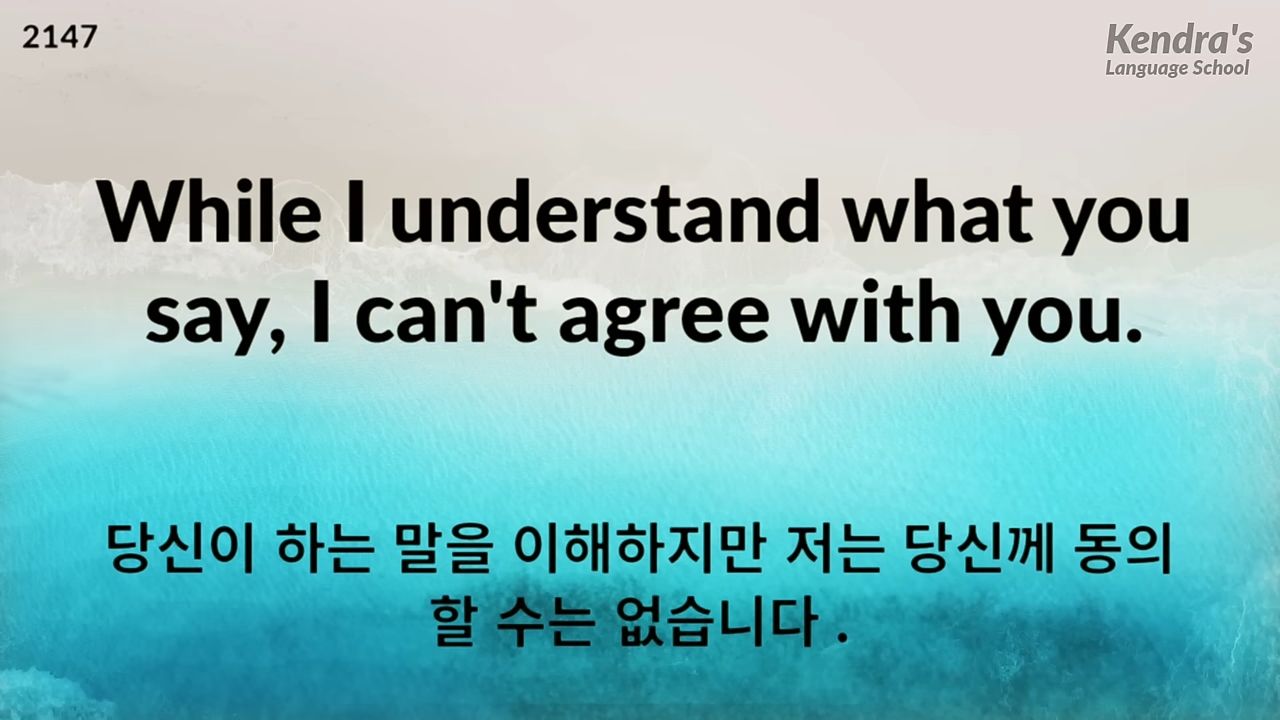 2147
Kendra's
Language School
While I understand what you
say, I can't agree with you.
당신이 하는 말을 이해하지만 저는 당신께 동의
할 수는 없습니다 .